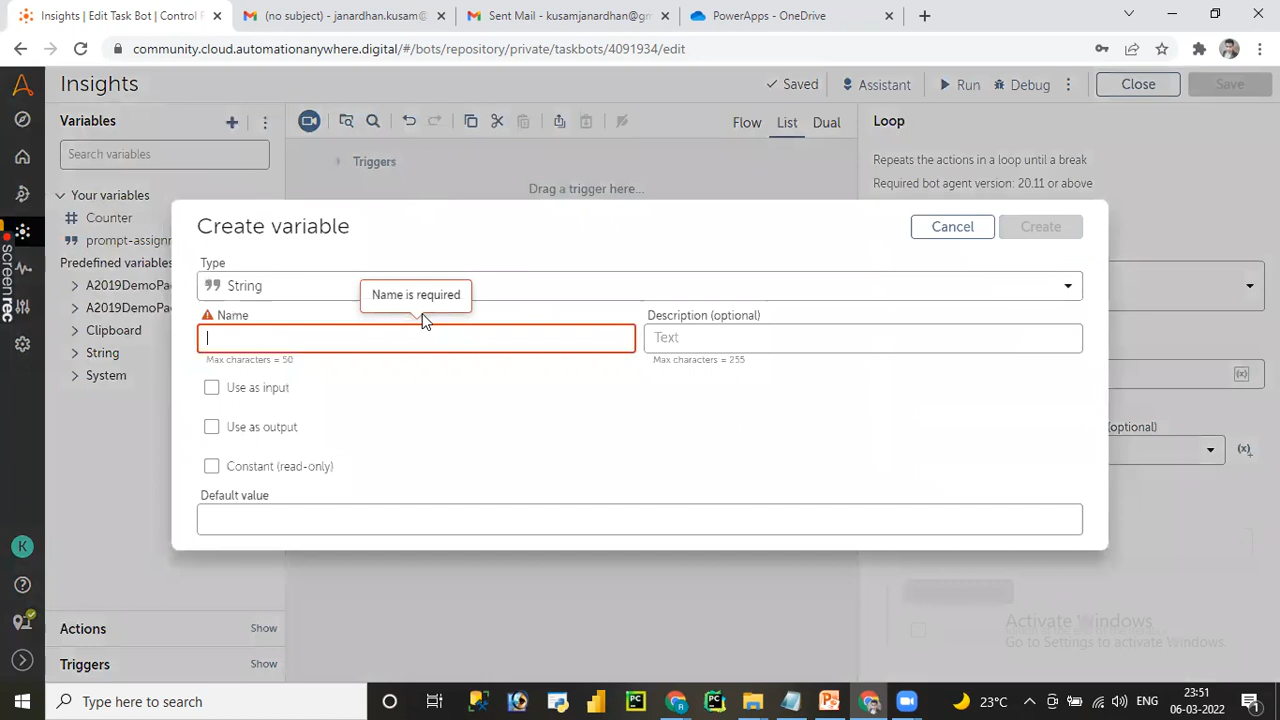 Insights | Edit Task Bot | Control R
(no subject) - janardhan.kusam@
Sent Mail - kusamjanardhan@gm
PowerApps - OneDrive
community.cloud.automationanywhere.digital/#/bots/repository/private/taskbots/4091934/edit
Insights
Saved
Assistant
Run
Debug
Close
Save
Variables
Flow
List
Dual
Loop
Search variables
Triggers
Repeats the actions in a loop until a break
Drag a trigger here...
Required bot agent version: 20.11 or above
Your variables
Counter
prompt-assignm
Predefined variables
A2019DemoPa
A2019DemoPa
Clipboard
String
System
Create variable
Cancel
Create
Type
String
Name is required
Name
Description (optional)
Text
Max characters = 50
Max characters = 255
Use as input
Use as output
(optional)
Constant (read-only)
Default value
Actions
Show
Triggers
Show
Activate Windows
Go to Settings to activate Windows.
screenrec
K
Type here to search
23°C
ENG
23:51
06-03-2022
1